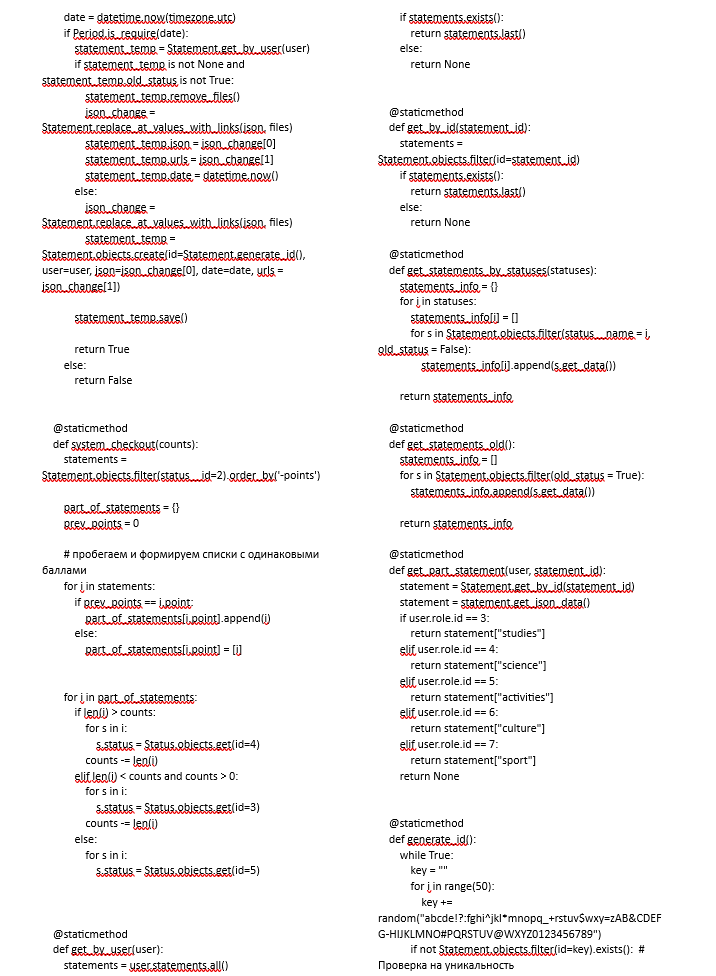 date = datetime.now(timezone.utc)
if Period.is_require(date):
statement_temp = Statement.get_by_user(user)
if statement_temp is not None and
statement_temp.old_status is not True:
statement_temp.remove_files()
json_change =
Statement.replace_at_values_with_links(json, files)
statement_temp.json = json_change[0]
statement_temp.urls = json_change[1]
statement_temp.date = datetime.now()
else:
json_change =
Statement.replace_at_values_with_links(json, files)
statement_temp =
Statement.objects.create(id=Statement.generate_id(),
user=user, json=json_change[0], date=date, urls =
json_change[1])
statement_temp.save()
return True
else:
return False
@staticmethod
def system_checkout(counts):
statements =
Statement.objects.filter(status__id=2).order_by('-points')
part_of_statements = {}
prev_points = 0
# пробегаем и формируем списки с одинаковыми
баллами
for i in statements:
if prev_points == i.point:
part_of_statements[i.point].append(i)
else:
part_of_statements[i.point] = [i]
for i in part_of_statements:
if len(i) > counts:
for s in i:
s.status = Status.objects.get(id=4)
counts -= len(i)
elif len(i) < counts and counts > 0:
for s in i:
s.status = Status.objects.get(id=3)
counts -= len(i)
else:
for s in i:
s.status = Status.objects.get(id=5)
@staticmethod
def get_by_user(user):
statements = user.statements.all()
if statements.exists():
return statements.last()
else:
return None
@staticmethod
def get_by_id(statement_id):
statements =
Statement.objects.filter(id=statement_id)
if statements.exists():
return statements.last()
else:
return None
@staticmethod
def get_statements_by_statuses(statuses):
statements_info = {}
for i in statuses:
statements_info[i] = []
for s in Statement.objects.filter(status__name = i,
old_status = False):
statements_info[i].append(s.get_data())
return statements_info
@staticmethod
def get_statements_old():
statements_info = []
for s in Statement.objects.filter(old_status = True):
statements_info.append(s.get_data())
return statements_info
@staticmethod
def get_part_statement(user, statement_id):
statement = Statement.get_by_id(statement_id)
statement = statement.get_json_data()
if user.role.id == 3:
return statement["studies"]
elif user.role.id == 4:
return statement["science"]
elif user.role.id == 5:
return statement["activities"]
elif user.role.id == 6:
return statement["culture"]
elif user.role.id == 7:
return statement["sport"]
return None
@staticmethod
def generate_id():
while True:
key = ""
for i in range(50):
key +=
random("abcde!?:fghi^jkl*mnopq_+rstuv$wxy=zAB&CDEF
G-HIJKLMNO#PQRSTUV@WXYZ0123456789")
if not Statement.objects.filter(id=key).exists(): #
Проверка на уникальность